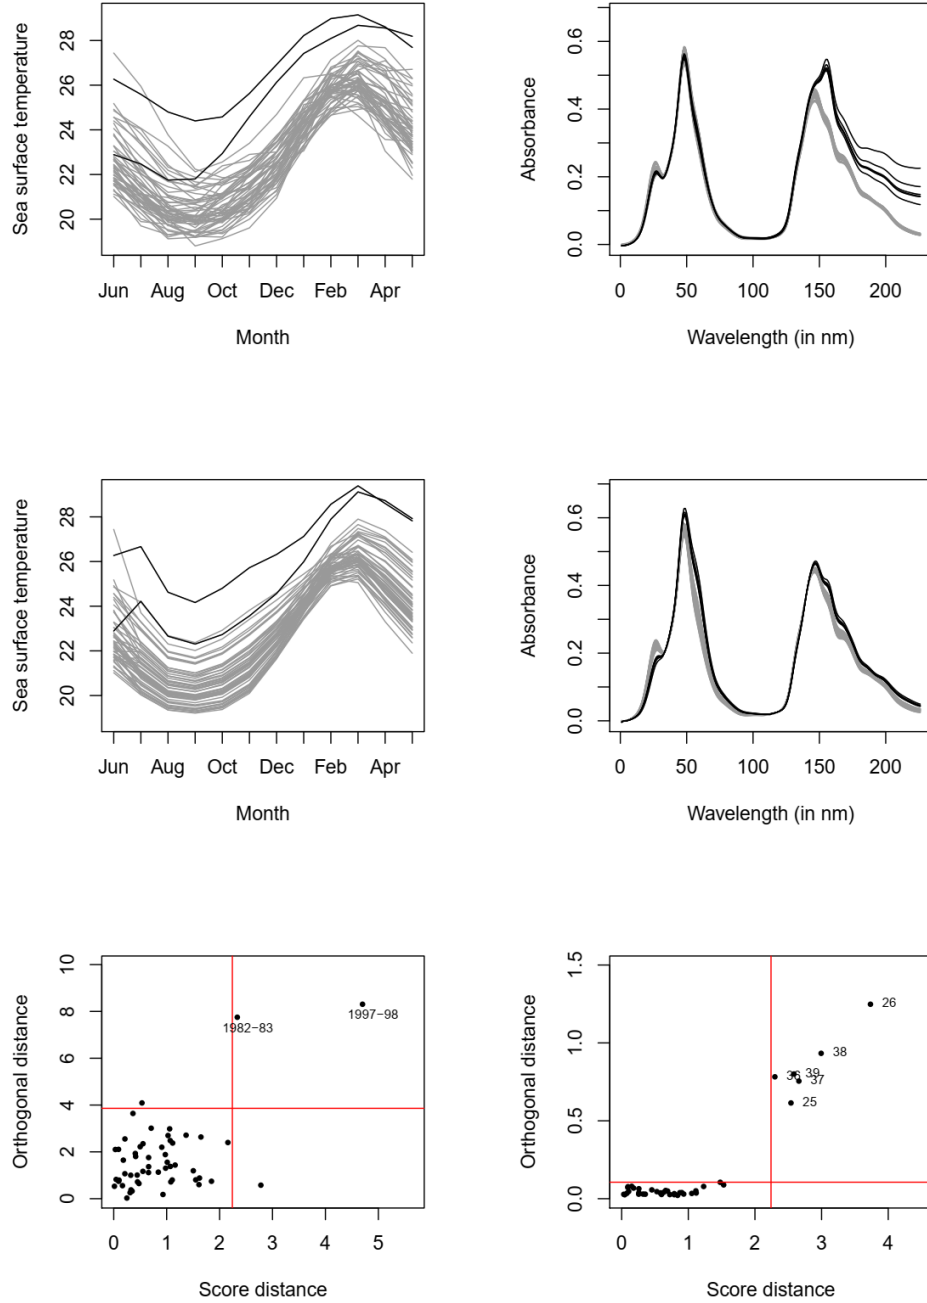 Sea surface temperature
28
26
24
22
20
Jun Aug Oct Dec Feb Apr
Month
Absorbance
0.6
0.4
0.2
0.0
0 50 100 150 200
Wavelength (in nm)
Sea surface temperature
28
26
24
22
20
Jun Aug Oct Dec Feb Apr
Month
Absorbance
0.6
0.4
0.2
0.0
0 50 100 150 200
Wavelength (in nm)
Orthogonal distance
10
8
6
4
2
0
1982−83
1997−98
0 1 2 3 4 5
Score distance
Orthogonal distance
1.5
1.0
0.5
0.0
26
38
36 39
37
25
0 1 2 3 4
Score distance